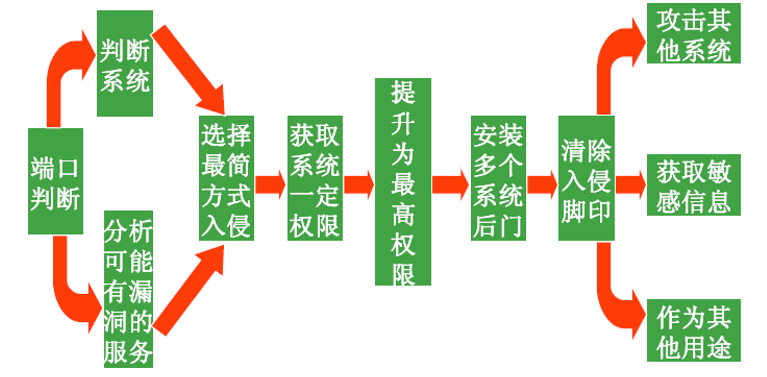 端口
判断
判断
系统
分析
可能
有漏
洞的
服务
选择
最简
方式
入侵
获取
系统
一定
权限
提
升
为
最
高
权
限
安装
多个
系统
后门
清除
入侵
脚印
攻击其
他系统
获取敏
感信息
作为其
他用途